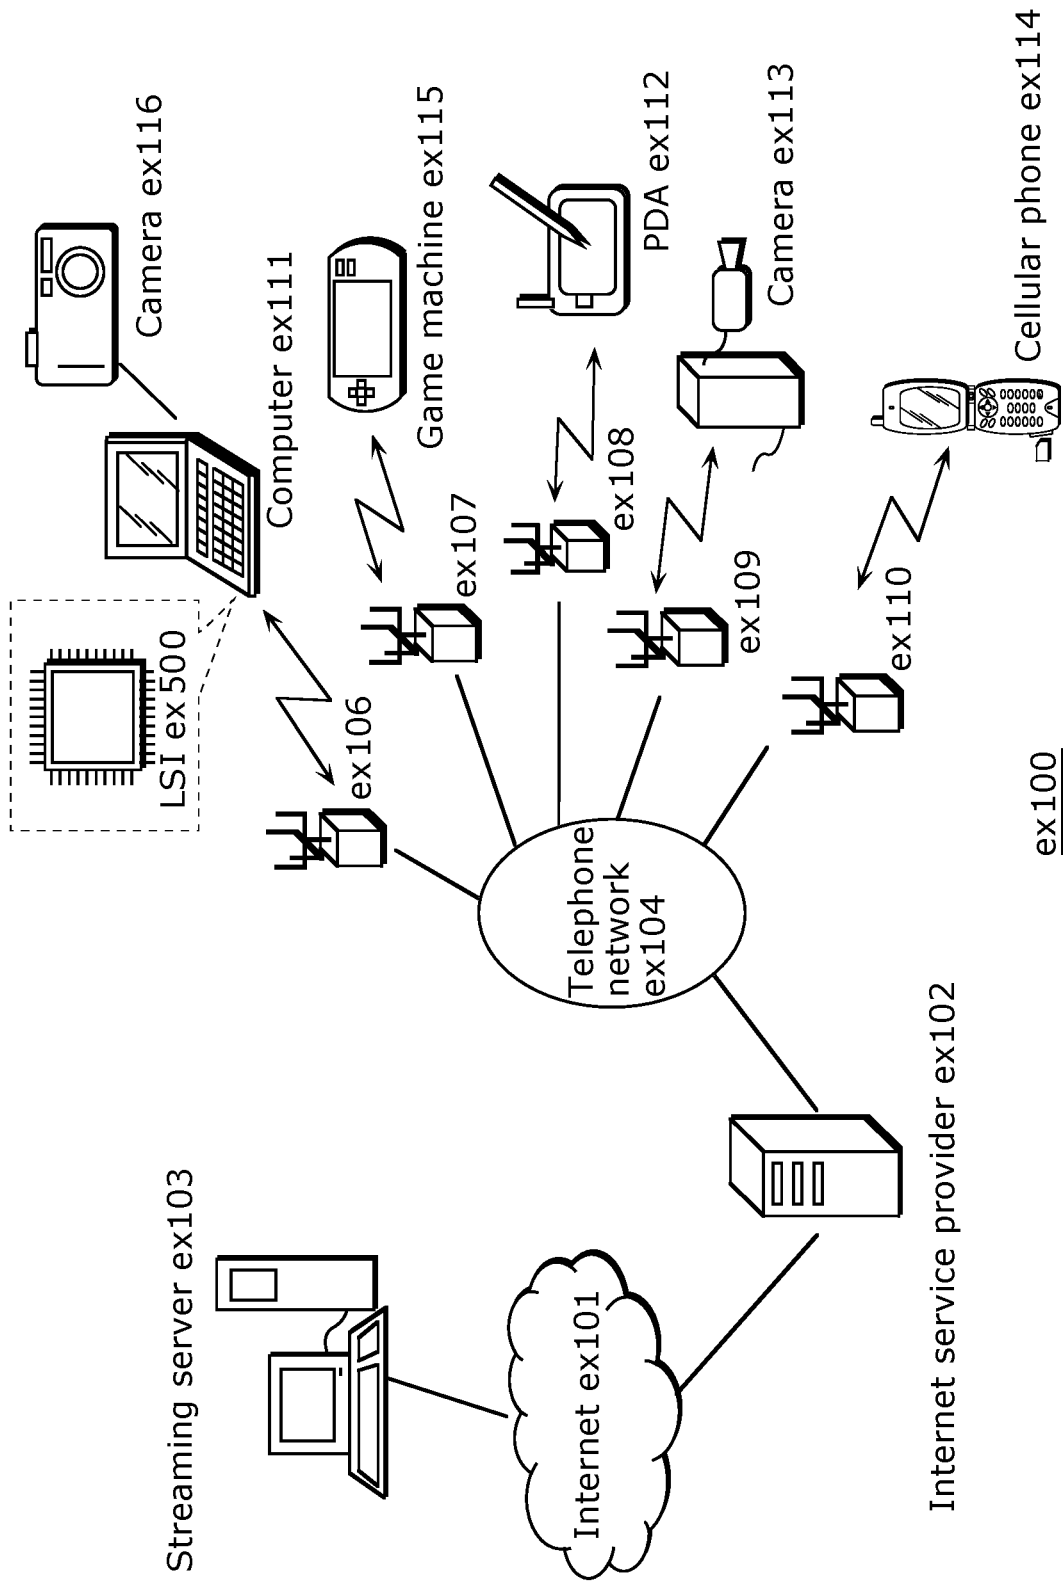 Streaming server ex103
Internet ex101
Internet service provider ex102
Telephone
network
ex104
LSI ex500
Camera ex116
Computer ex111
ex106
Game machine ex115
ex107
PDA ex112
ex108
Camera ex113
ex109
Cellular phone ex114
ex110
ex100